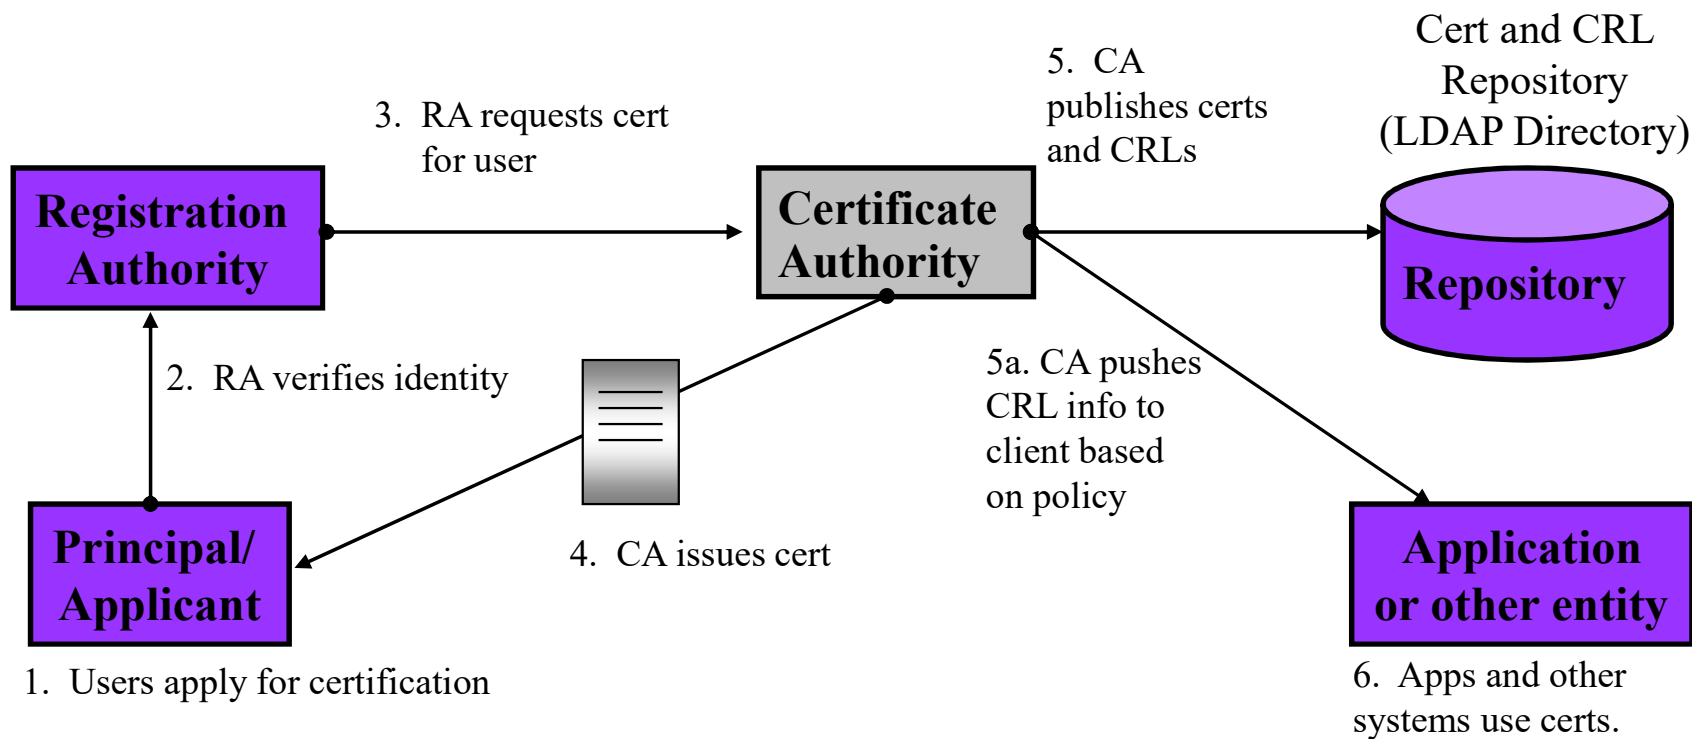 Cert and CRL
Repository
(LDAP Directory)
5. CA
publishes certs
and CRLs
3. RA requests cert
for user
Registration
Authority
Certificate
Authority
Repository
2. RA verifies identity
5a. CA pushes
CRL info to
client based
on policy
4. CA issues cert
Principal/
Applicant
Application
or other entity
1. Users apply for certification
6. Apps and other
systems use certs.